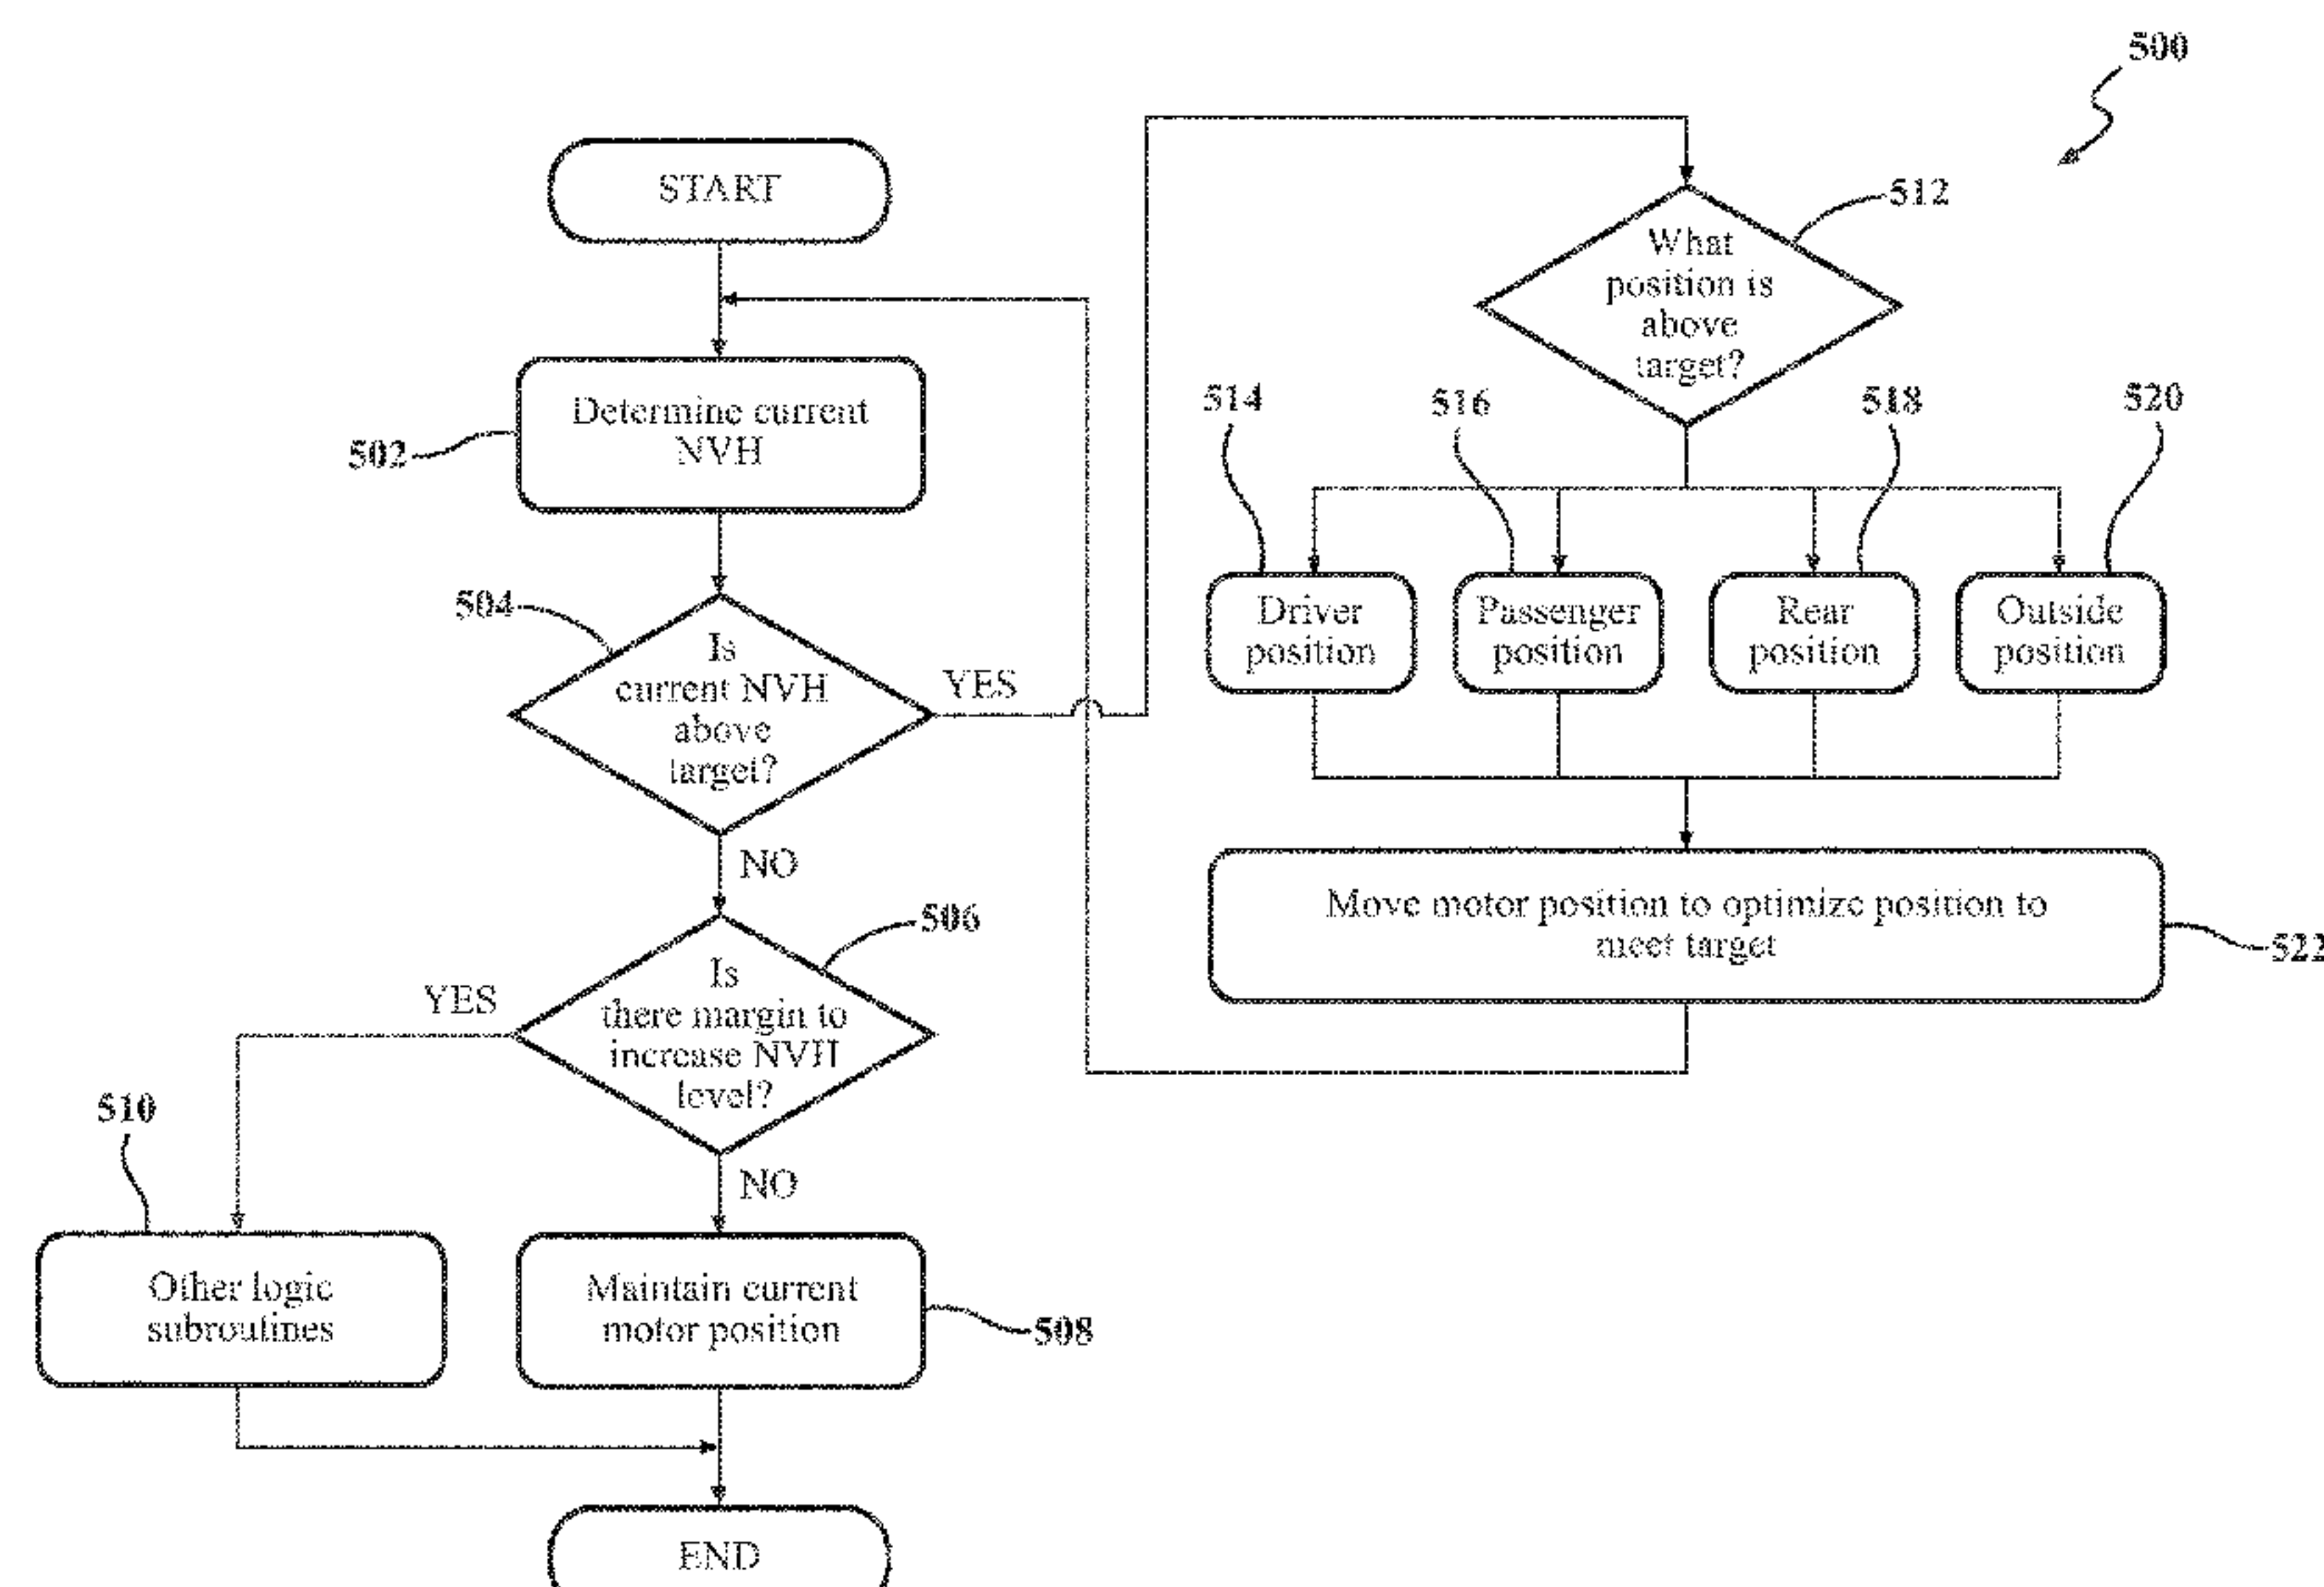 500
START
502
Determine current
NVH
504
Is
current NVH
above
target?
YES
NO
506
Is
there margin to
increase NVH
level?
YES
NO
510
Other logic
subroutines
Maintain current
motor position
508
END
512
What
position is
above
target?
514
516
518
520
Driver
position
Passenger
position
Rear
position
Outside
position
Move motor position to optimize position to
meet target
522